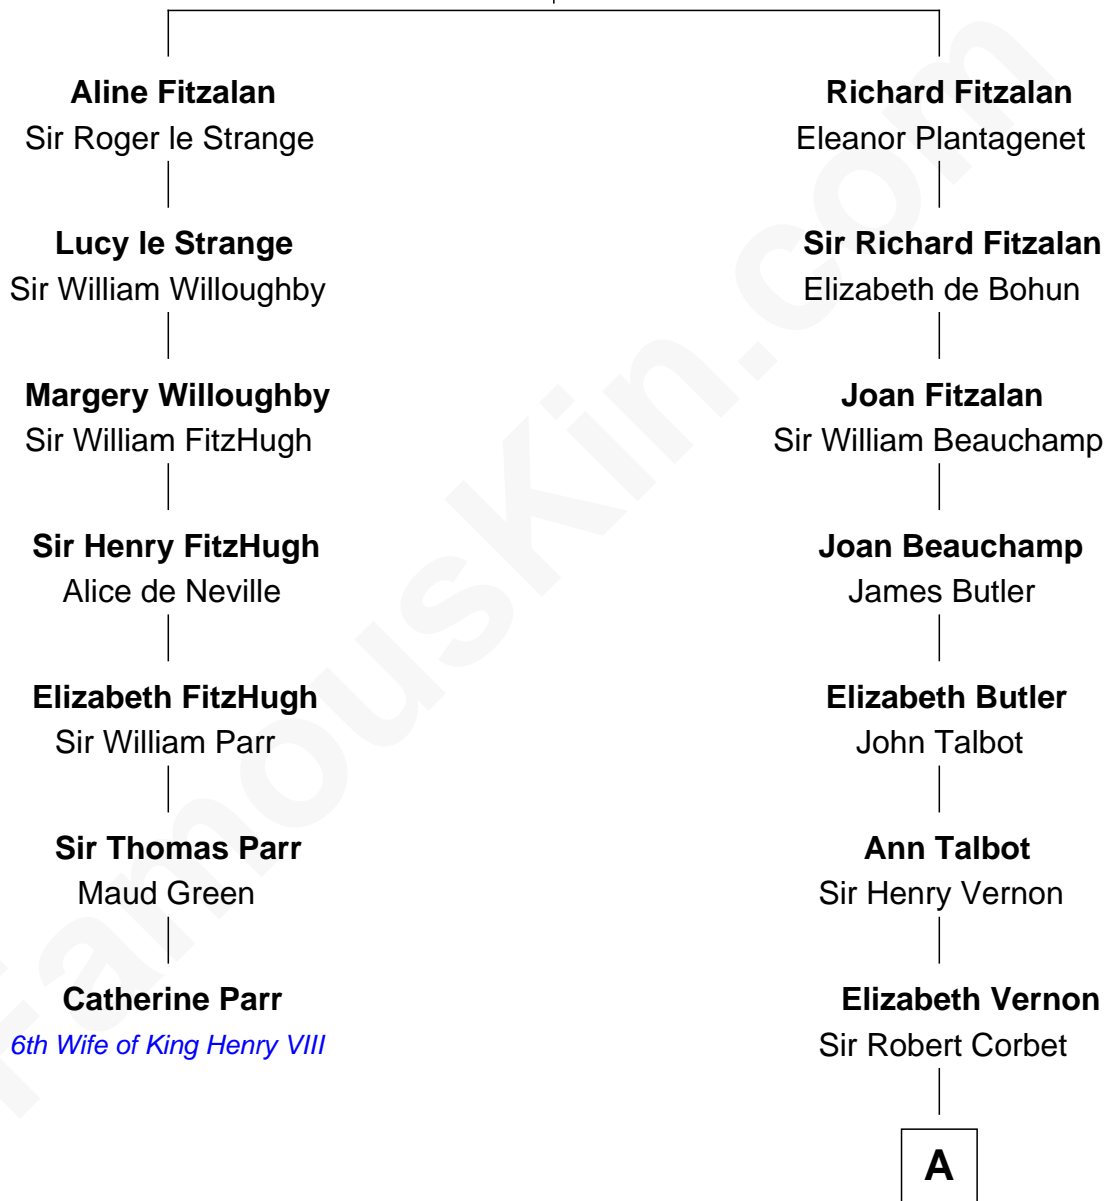 Aline Fitzalan
Sir Roger le Strange
Lucy le Strange
Sir William Willoughby
Margery Willoughby
Sir William FitzHugh
Sir Henry FitzHugh
Alice de Neville
Elizabeth FitzHugh
Sir William Parr
Sir Thomas Parr
Maud Green
Catherine Parr
6th Wife of King Henry VIII
Richard Fitzalan
Eleanor Plantagenet
Sir Richard Fitzalan
Elizabeth de Bohun
Joan Fitzalan
Sir William Beauchamp
Joan Beauchamp
James Butler
Elizabeth Butler
John Talbot
Ann Talbot
Sir Henry Vernon
Elizabeth Vernon
Sir Robert Corbet
A
FamousKin.com